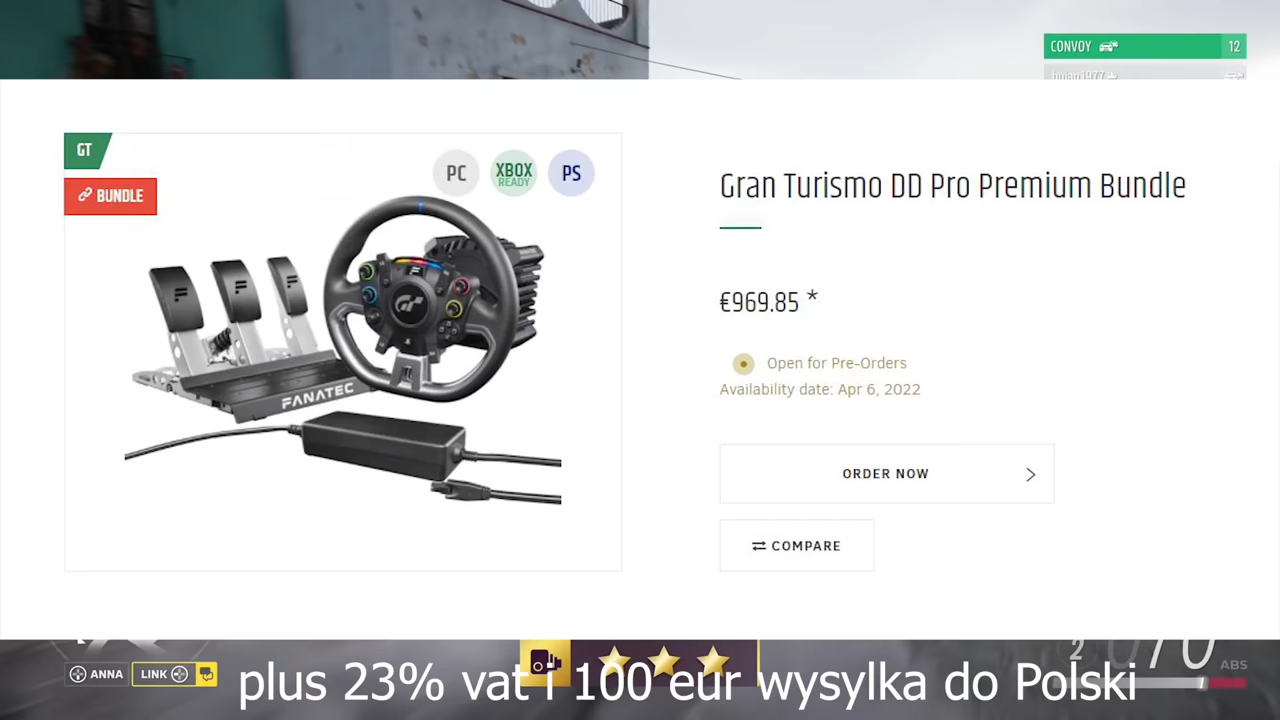 CONVOY 12
GT
BUNDLE
PC
XBOX
READY
PS
FANATEC
Gran Turismo DD Pro Premium Bundle
€969.85 *
Open for Pre-Orders
Availability date: Apr 6, 2022
ORDER NOW
COMPARE
ANNA
LINK
ABS
plus 23% vat i 100 eur wysylka do Polski